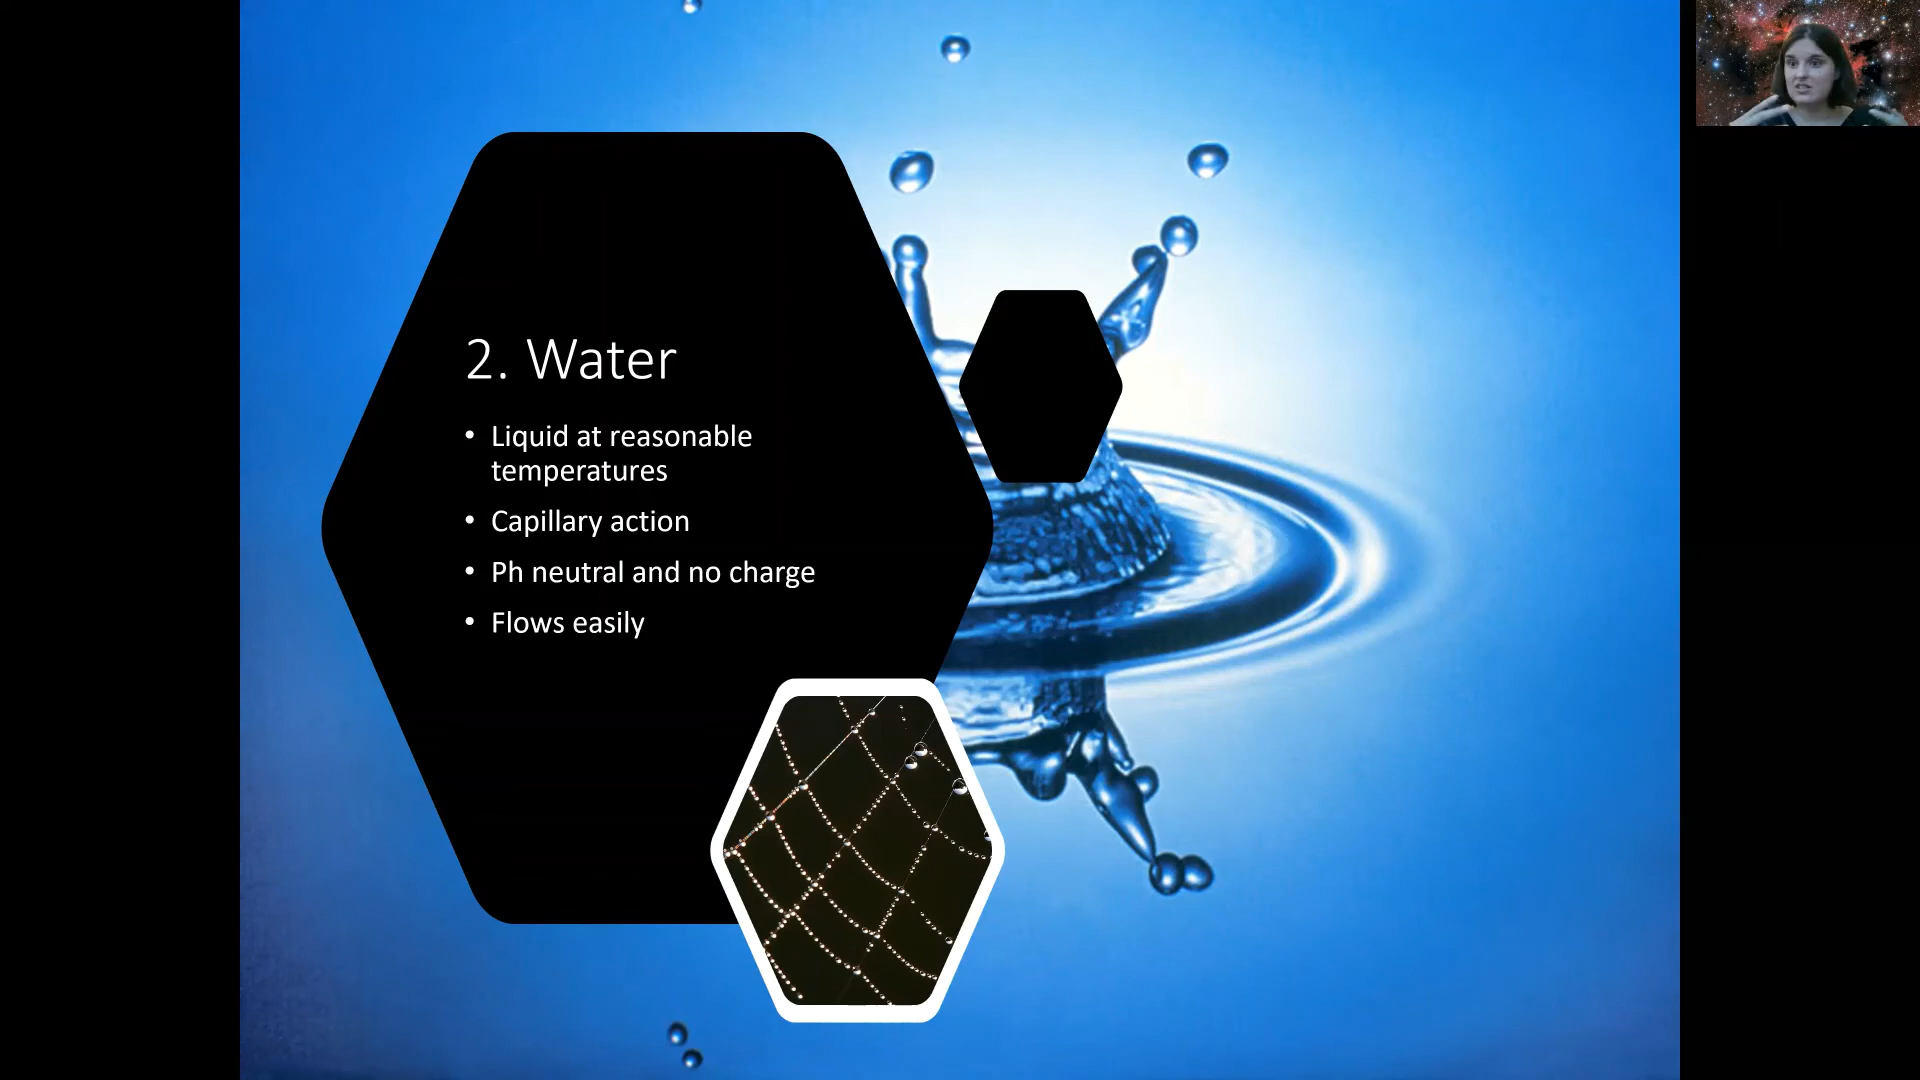 2. Water
• Liquid at reasonable
temperatures
• Capillary action
• Ph neutral and no charge
• Flows easily